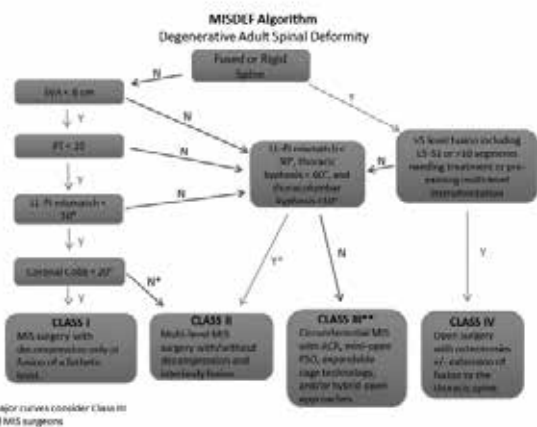 MISDEF Algorithm
Degenerative Adult Spinal Deformity
Fused or Rigid
Spine
N
Y
SVA < 6 cm
N
Y
PT < 25
N
Y
LL-PI mismatch <
N
Y
Coronal Cobb < 20°
N*
Y
LL-PI mismatch <
30°, thoracic
kyphosis < 60°, and
thoracolumbar
kyphosis <10°
N
Y*
N
>5 level fusion including
L5-S1 or >10 segments
needing treatment or pre-
existing multi-level
instrumentation
Y
CLASS I
MIS surgery with
decompression only or
fusion of a listhetic
level.
CLASS II
Multi-level MIS
surgery with/without
decompression and
interbody fusion.
CLASS III**
Circumferential MIS
with ACR, mini-open
PSO, expandable
cage technology,
and/or hybrid open
approaches.
CLASS IV
Open surgery
with osteotomies
+/- extension of
fusion to the
thoracic spine.
ajor curves consider Class III
d MIS surgeons